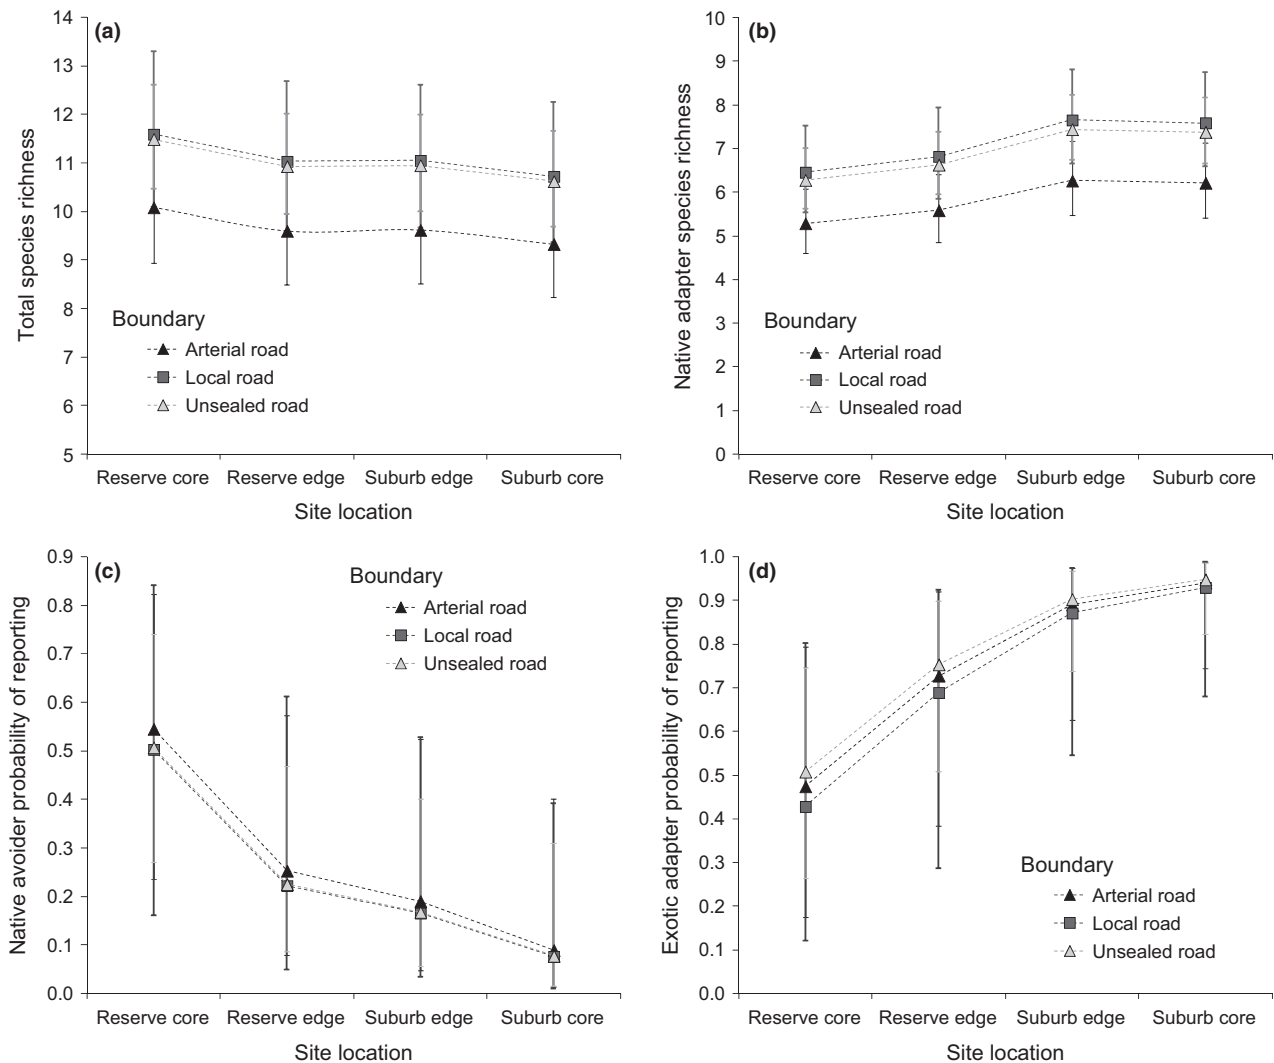 (a)
Total species richness
14
13
12
11
10
9
8
7
6
5
Boundary
Arterial road
Local road
Unsealed road
Reserve core Reserve edge Suburb edge Suburb core
Site location
(b)
Native adapter species richness
10
9
8
7
6
5
4
3
2
1
0
Boundary
Arterial road
Local road
Unsealed road
Reserve core Reserve edge Suburb edge Suburb core
Site location
(c)
Native avoider probability of reporting
0.9
0.8
0.7
0.6
0.5
0.4
0.3
0.2
0.1
0.0
Boundary
Arterial road
Local road
Unsealed road
Reserve core Reserve edge Suburb edge Suburb core
Site location
(d)
Exotic adapter probability of reporting
1.0
0.9
0.8
0.7
0.6
0.5
0.4
0.3
0.2
0.1
0.0
Boundary
Arterial road
Local road
Unsealed road
Reserve core Reserve edge Suburb edge Suburb core
Site location